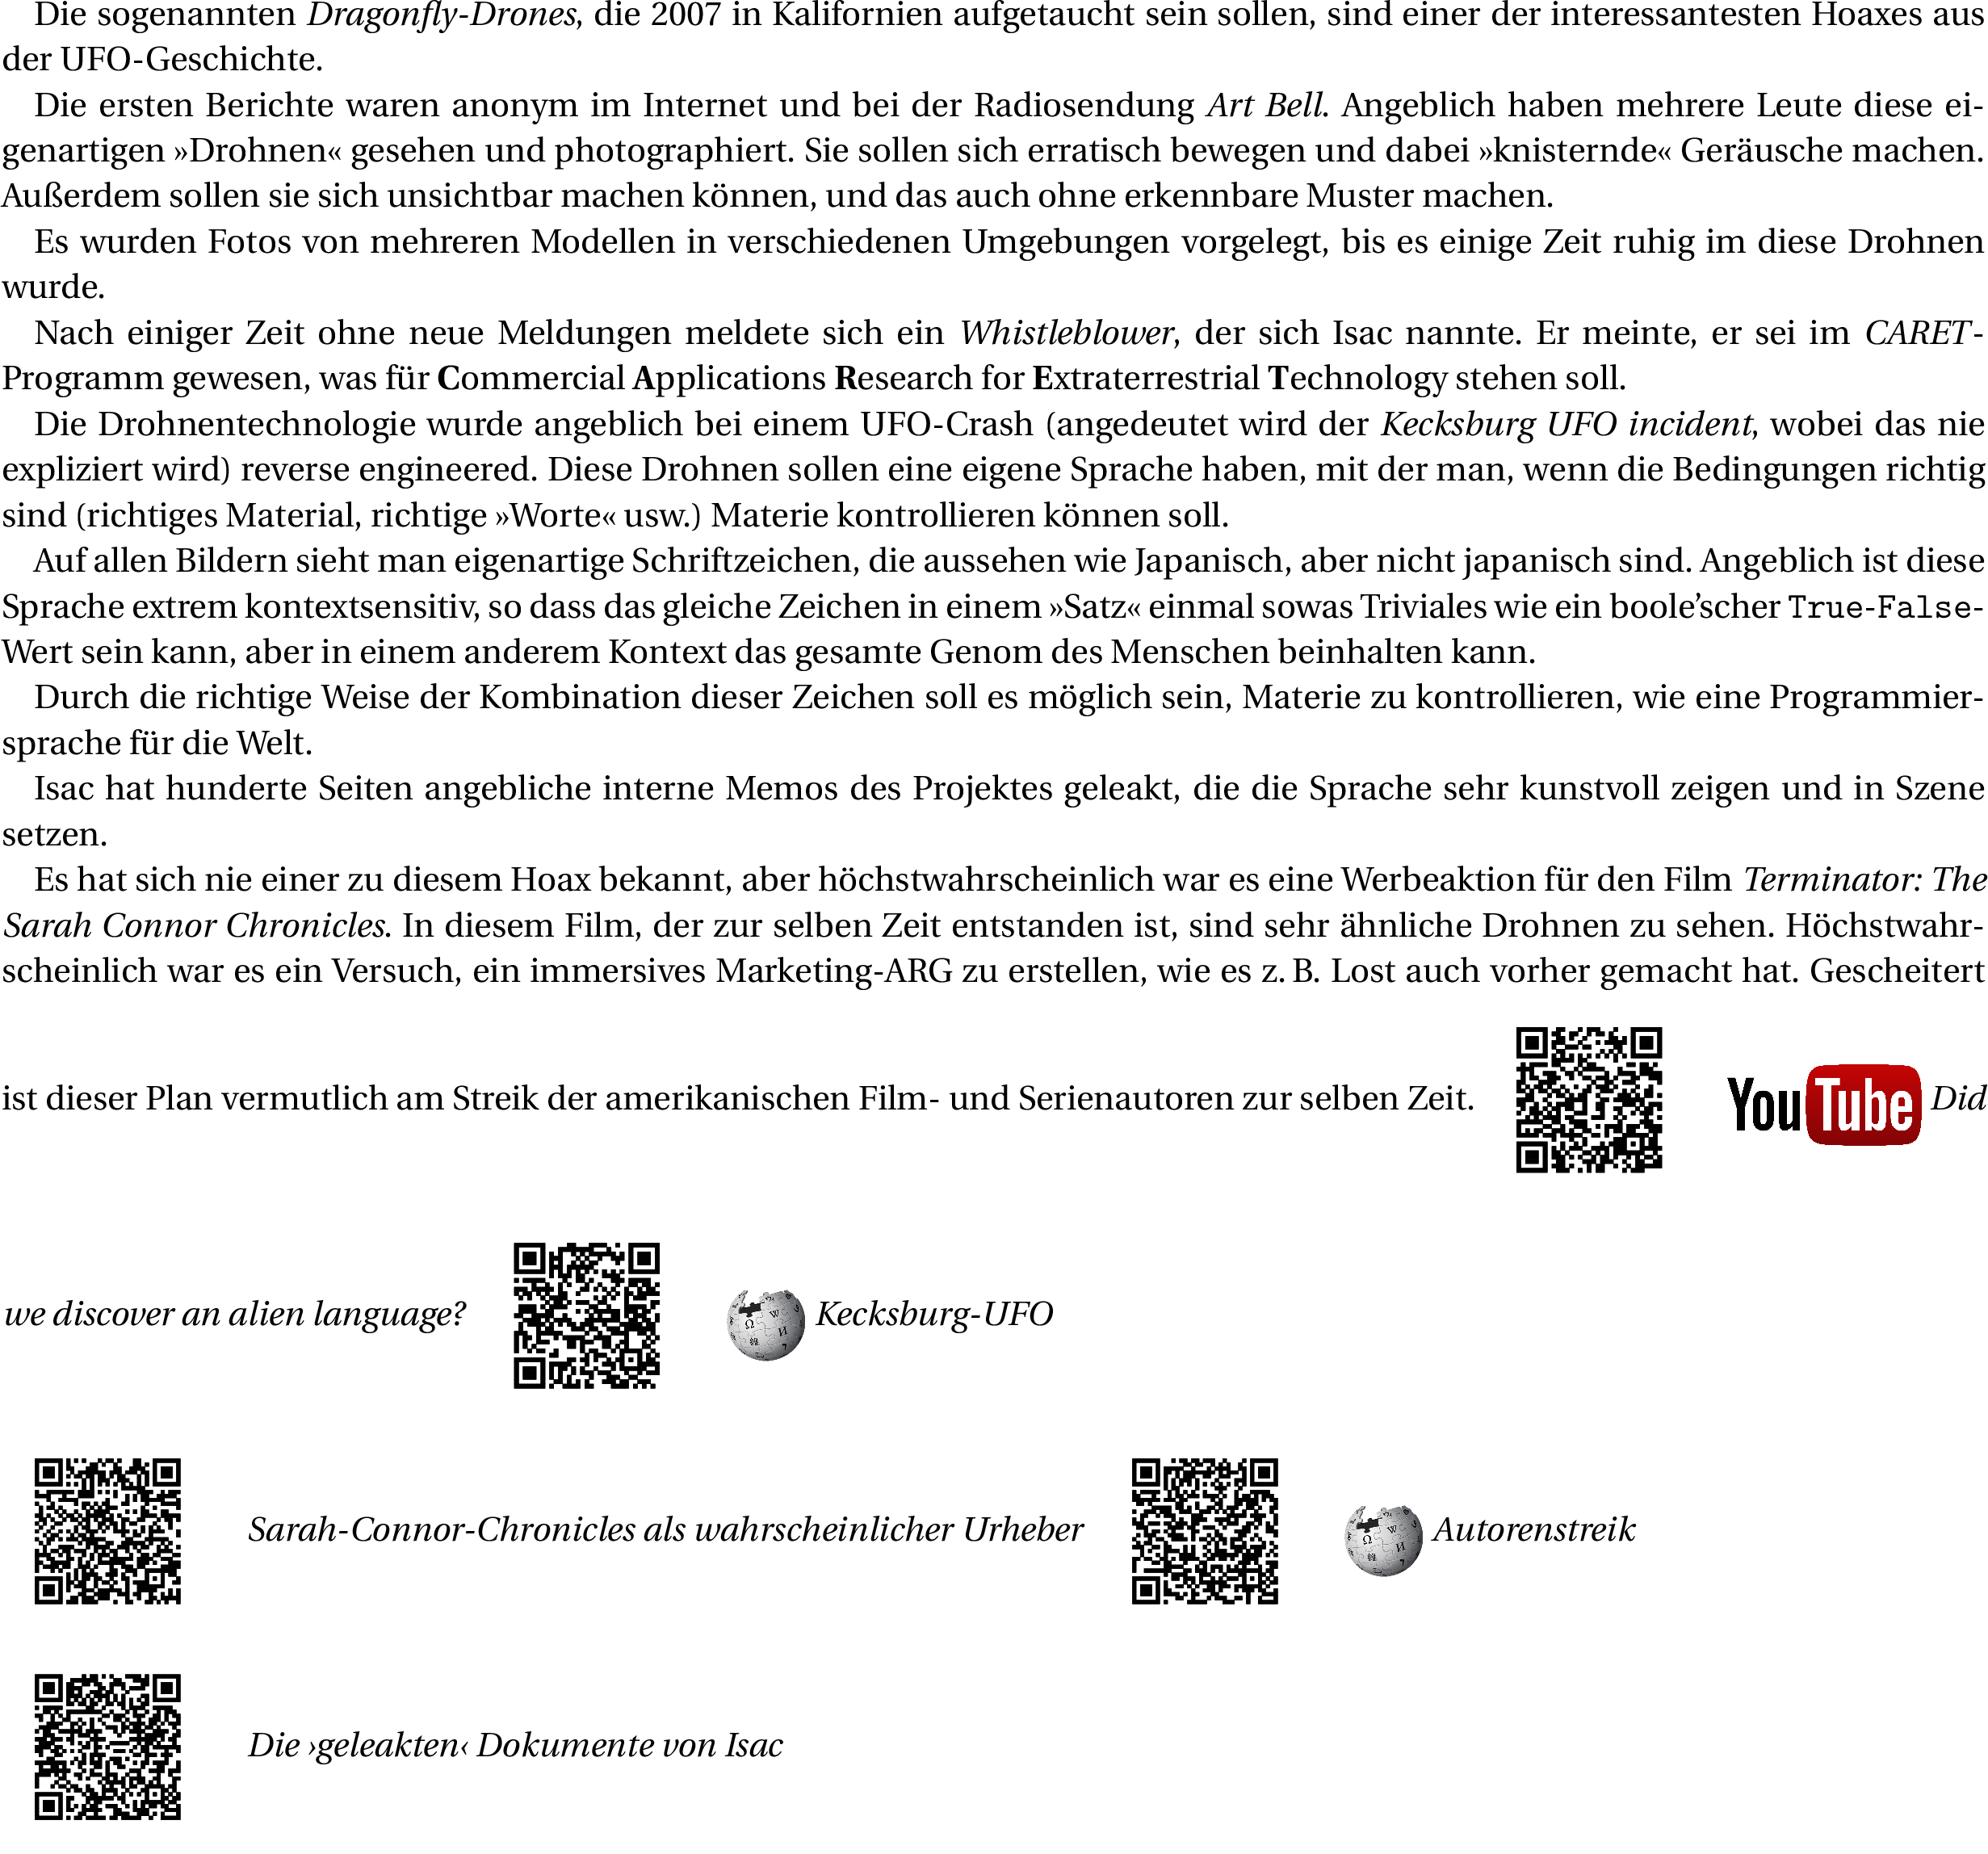 Die sogenannten Dragonfly-Drones, die 2007 in Kalifornien aufgetaucht sein sollen, sind einer der interessantesten Hoaxes aus
der UFO-Geschichte.
Die ersten Berichte waren anonym im Internet und bei der Radiosendung Art Bell. Angeblich haben mehrere Leute diese ei-
genartigen »Drohnen« gesehen und photographiert. Sie sollen sich erratisch bewegen und dabei »knisternde« Geräusche machen.
Außerdem sollen sie sich unsichtbar machen können, und das auch ohne erkennbare Muster machen.
Es wurden Fotos von mehreren Modellen in verschiedenen Umgebungen vorgelegt, bis es einige Zeit ruhig im diese Drohnen
wurde.
Nach einiger Zeit ohne neue Meldungen meldete sich ein Whistleblower, der sich Isac nannte. Er meinte, er sei im CARET-
Programm gewesen, was für Commercial Applications Research for Extraterrestrial Technology stehen soll.
Die Drohnentechnologie wurde angeblich bei einem UFO-Crash (angedeutet wird der Kecksburg UFO incident, wobei das nie
expliziert wird) reverse engineered. Diese Drohnen sollen eine eigene Sprache haben, mit der man, wenn die Bedingungen richtig
sind (richtiges Material, richtige »Worte« usw.) Materie kontrollieren können soll.
Auf allen Bildern sieht man eigenartige Schriftzeichen, die aussehen wie Japanisch, aber nicht japanisch sind. Angeblich ist diese
Sprache extrem kontextsensitiv, so dass das gleiche Zeichen in einem »Satz« einmal sowas Triviales wie ein boole’scher True-False-
Wert sein kann, aber in einem anderem Kontext das gesamte Genom des Menschen beinhalten kann.
Durch die richtige Weise der Kombination dieser Zeichen soll es möglich sein, Materie zu kontrollieren, wie eine Programmier-
sprache für die Welt.
Isac hat hunderte Seiten angebliche interne Memos des Projektes geleakt, die die Sprache sehr kunstvoll zeigen und in Szene
setzen.
Es hat sich nie einer zu diesem Hoax bekannt, aber höchstwahrscheinlich war es eine Werbeaktion für den Film Terminator: The
Sarah Connor Chronicles. In diesem Film, der zur selben Zeit entstanden ist, sind sehr ähnliche Drohnen zu sehen. Höchstwahr-
scheinlich war es ein Versuch, ein immersives Marketing-ARG zu erstellen, wie es z. B. Lost auch vorher gemacht hat. Gescheitert
ist dieser Plan vermutlich am Streik der amerikanischen Film- und Serienautoren zur selben Zeit. YouTube Did
we discover an alien language? Kecksburg-UFO
Sarah-Connor-Chronicles als wahrscheinlicher Urheber Autorenstreik
Die ›geleakten‹ Dokumente von Isac